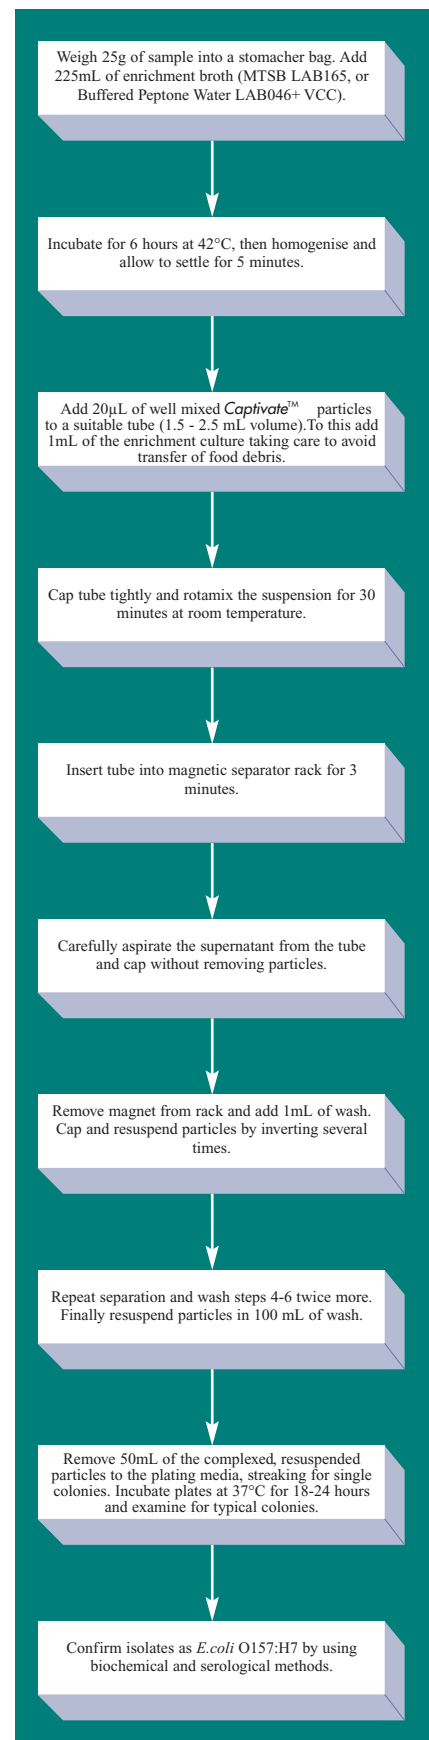 Weigh 25g of sample into a stomacher bag. Add
225mL of enrichment broth (MTSB LAB165, or
Buffered Peptone Water LAB046+ VCC).
Incubate for 6 hours at 42°C, then homogenise and
allow to settle for 5 minutes.
Add 20µL of well mixed Captivate™ particles
to a suitable tube (1.5 - 2.5 mL volume).To this add
1mL of the enrichment culture taking care to avoid
transfer of food debris.
Cap tube tightly and rotamix the suspension for 30
minutes at room temperature.
Insert tube into magnetic separator rack for 3
minutes.
Carefully aspirate the supernatant from the tube
and cap without removing particles.
Remove magnet from rack and add 1mL of wash.
Cap and resuspend particles by inverting several
times.
Repeat separation and wash steps 4-6 twice more.
Finally resuspend particles in 100 mL of wash.
Remove 50mL of the complexed, resuspended
particles to the plating media, streaking for single
colonies. Incubate plates at 37°C for 18-24 hours
and examine for typical colonies.
Confirm isolates as E.coli O157:H7 by using
biochemical and serological methods.